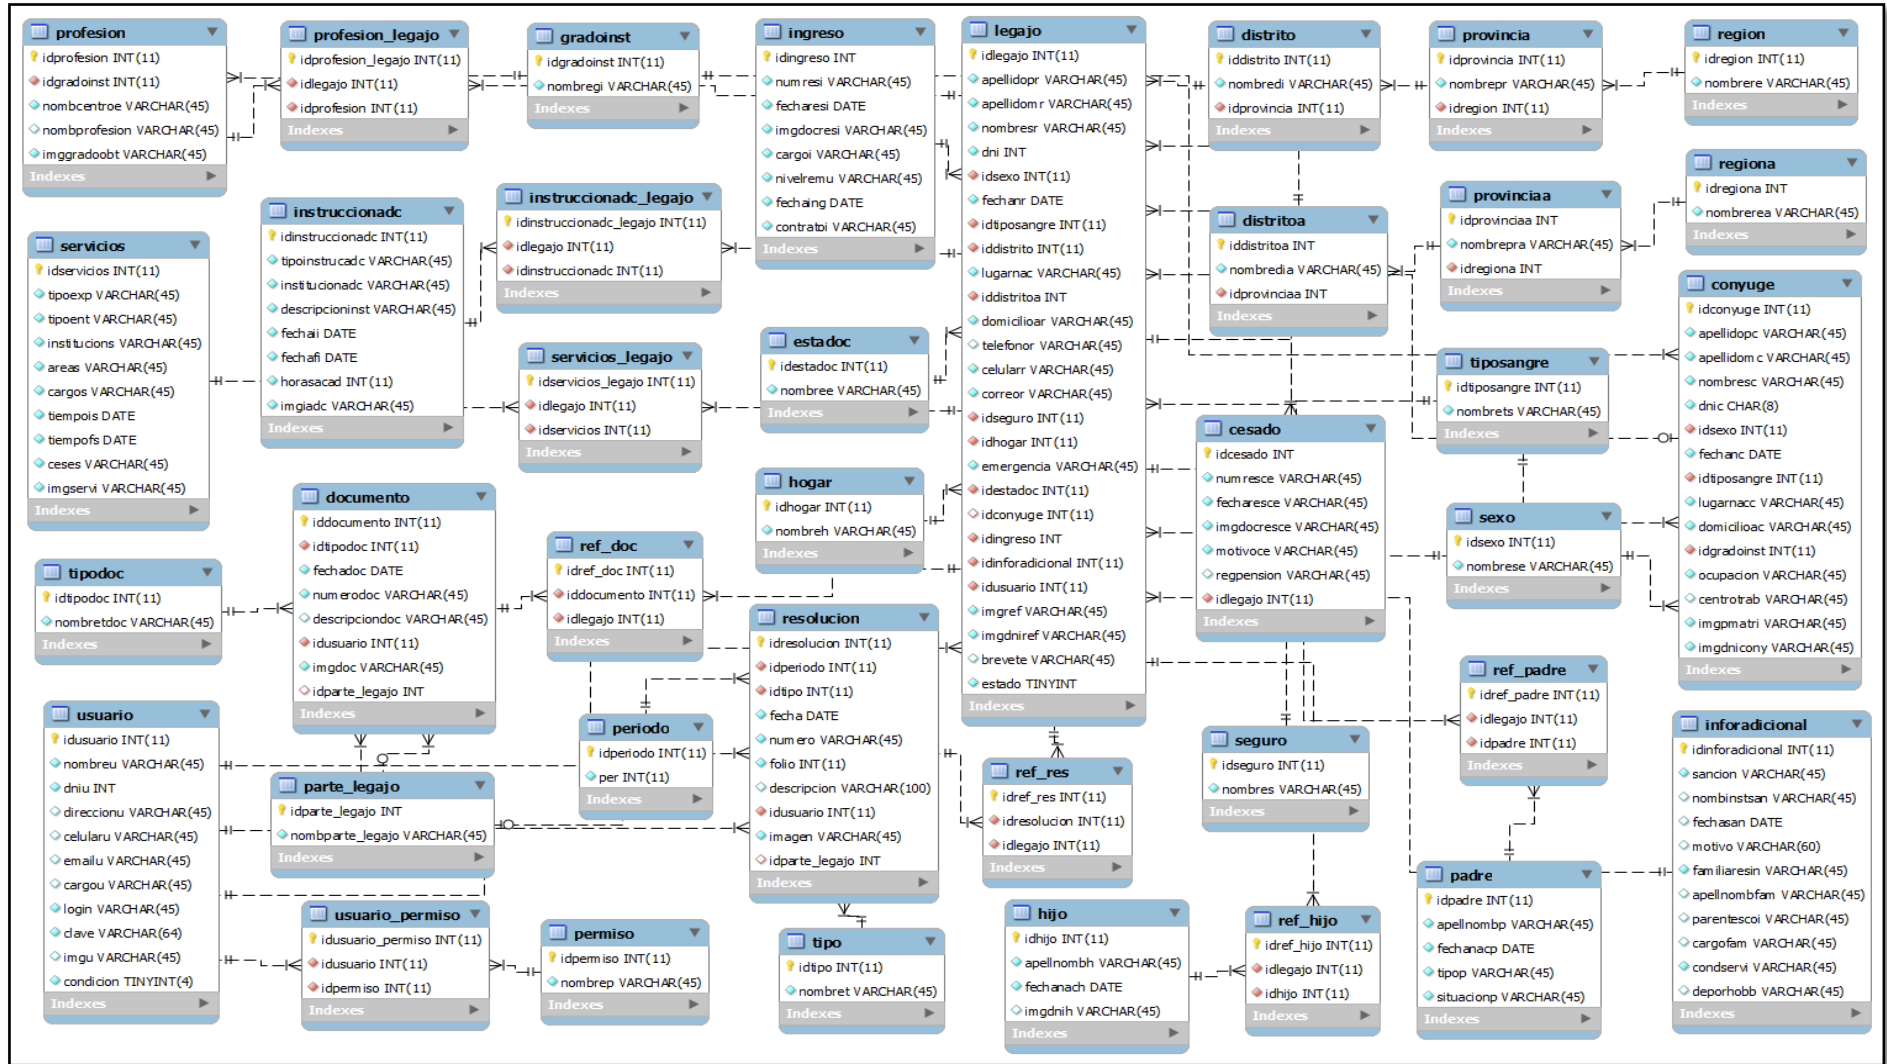 profesion
idprofesion INT(11)
idgradoinst INT(11)
nombcentroe VARCHAR(45)
nombprofesion VARCHAR(45)
imggradoobt VARCHAR(45)
Indexes
profesion_legajo
idprofesion_legajo INT(11)
idlegajo INT(11)
idprofesion INT(11)
Indexes
gradoinst
idgradoinst INT(11)
nombregi VARCHAR(45)
Indexes
ingreso
idingreso INT
numresi VARCHAR(45)
fecharesi DATE
imgdocresi VARCHAR(45)
cargoi VARCHAR(45)
nivelremu VARCHAR(45)
fechaing DATE
contratoi VARCHAR(45)
Indexes
legajo
idlegajo INT(11)
apellidopr VARCHAR(45)
apellidomr VARCHAR(45)
nombresr VARCHAR(45)
dni INT
idsexo INT(11)
fechanr DATE
idtiposangre INT(11)
iddistrito INT(11)
lugarnac VARCHAR(45)
iddistritoa INT
domicilioar VARCHAR(45)
telefonor VARCHAR(45)
celularr VARCHAR(45)
correor VARCHAR(45)
idseguro INT(11)
idhogar INT(11)
emergencia VARCHAR(45)
idestadoc INT(11)
idconyuge INT(11)
idingreso INT
idinforadicional INT(11)
idusuario INT(11)
imgref VARCHAR(45)
imgdniref VARCHAR(45)
brevete VARCHAR(45)
estado TINYINT
Indexes
distrito
iddistrito INT(11)
nombredi VARCHAR(45)
idprovincia INT(11)
Indexes
provincia
idprovincia INT(11)
nombrepr VARCHAR(45)
idregion INT(11)
Indexes
region
idregion INT(11)
nombrere VARCHAR(45)
Indexes
servicios
idservicios INT(11)
tipoexp VARCHAR(45)
tipoent VARCHAR(45)
institucions VARCHAR(45)
areas VARCHAR(45)
cargos VARCHAR(45)
tiempois DATE
tiempofs DATE
ceses VARCHAR(45)
imgservi VARCHAR(45)
Indexes
instruccionadc
idinstruccionadc INT(11)
tipoinstrucadc VARCHAR(45)
institucionadc VARCHAR(45)
descripcioninst VARCHAR(45)
fechaii DATE
fechafi DATE
horasacad INT(11)
imgiadc VARCHAR(45)
Indexes
instruccionadc_legajo
idinstruccionadc_legajo INT(11)
idlegajo INT(11)
idinstruccionadc INT(11)
Indexes
servicios_legajo
idservicios_legajo INT(11)
idlegajo INT(11)
idservicios INT(11)
Indexes
estadoc
idestadoc INT(11)
nombree VARCHAR(45)
Indexes
distritoa
iddistritoa INT
nombredia VARCHAR(45)
idprovinciaa INT
Indexes
provinciaa
idprovinciaa INT
nombrepra VARCHAR(45)
idregiona INT
Indexes
regiona
idregiona INT
nombrerea VARCHAR(45)
Indexes
conyuge
idconyuge INT(11)
apellidopc VARCHAR(45)
apellidomc VARCHAR(45)
nombresc VARCHAR(45)
dnic CHAR(8)
idsexo INT(11)
fechanc DATE
idtiposangre INT(11)
lugarnacc VARCHAR(45)
domicilioac VARCHAR(45)
idgradoinst INT(11)
ocupacion VARCHAR(45)
centrotrab VARCHAR(45)
imgpmatri VARCHAR(45)
imgdnicony VARCHAR(45)
Indexes
tiposangre
idtiposangre INT(11)
nombrets VARCHAR(45)
Indexes
cesado
idcesado INT
numresce VARCHAR(45)
fecharesce VARCHAR(45)
imgdocresce VARCHAR(45)
motivoce VARCHAR(45)
regpension VARCHAR(45)
idlegajo INT(11)
Indexes
sexo
idsexo INT(11)
nombrese VARCHAR(45)
Indexes
hogar
idhogar INT(11)
nombreh VARCHAR(45)
Indexes
documento
iddocumento INT(11)
idtipodoc INT(11)
fechadoc DATE
numerodoc VARCHAR(45)
descripciondoc VARCHAR(45)
idusuario INT(11)
imgdoc VARCHAR(45)
idparte_legajo INT
Indexes
ref_doc
idref_doc INT(11)
iddocumento INT(11)
idlegajo INT(11)
Indexes
tipodoc
idtipodoc INT(11)
nombretdoc VARCHAR(45)
Indexes
resolucion
idresolucion INT(11)
idperiodo INT(11)
idtipo INT(11)
fecha DATE
numero VARCHAR(45)
folio INT(11)
descripcion VARCHAR(100)
idusuario INT(11)
imagen VARCHAR(45)
idparte_legajo INT
Indexes
periodo
idperiodo INT(11)
per INT(11)
Indexes
usuario
idusuario INT(11)
nombreu VARCHAR(45)
dniu INT
direccionu VARCHAR(45)
celularu VARCHAR(45)
emailu VARCHAR(45)
cargou VARCHAR(45)
login VARCHAR(45)
clave VARCHAR(64)
imgu VARCHAR(45)
condicion TINYINT(4)
Indexes
parte_legajo
idparte_legajo INT
nombparte_legajo VARCHAR(45)
Indexes
usuario_permiso
idusuario_permiso INT(11)
idusuario INT(11)
idpermiso INT(11)
Indexes
permiso
idpermiso INT(11)
nombrep VARCHAR(45)
Indexes
tipo
idtipo INT(11)
nombret VARCHAR(45)
Indexes
ref_res
idref_res INT(11)
idresolucion INT(11)
idlegajo INT(11)
Indexes
hijo
idhijo INT(11)
apellnombh VARCHAR(45)
fechanach DATE
imgdnih VARCHAR(45)
Indexes
seguro
idseguro INT(11)
nombres VARCHAR(45)
Indexes
ref_hijo
idref_hijo INT(11)
idlegajo INT(11)
idhijo INT(11)
Indexes
ref_padre
idref_padre INT(11)
idlegajo INT(11)
idpadre INT(11)
Indexes
padre
idpadre INT(11)
apellnombp VARCHAR(45)
fechanacp DATE
tipop VARCHAR(45)
situacionp VARCHAR(45)
Indexes
inforadicional
idinforadicional INT(11)
sancion VARCHAR(45)
nombinstsan VARCHAR(45)
fechasan DATE
motivo VARCHAR(60)
familiaresin VARCHAR(45)
apellnombfam VARCHAR(45)
parentescoi VARCHAR(45)
cargofam VARCHAR(45)
condservi VARCHAR(45)
deporhobb VARCHAR(45)
Indexes